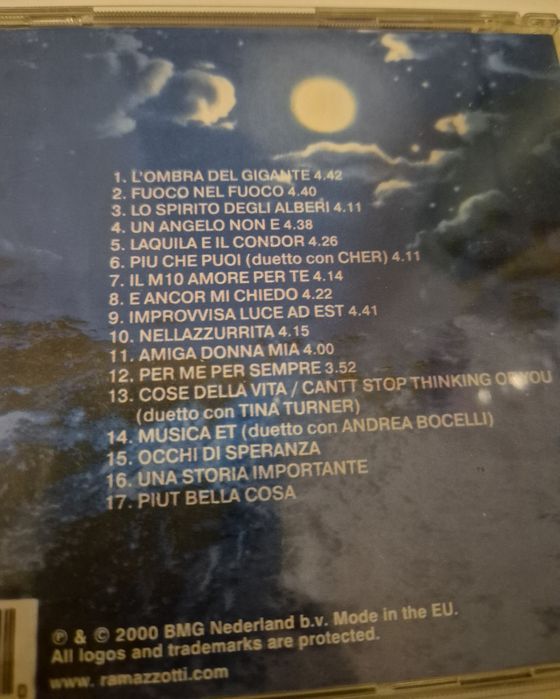 1. L'OMBRA DEL GIGANTE 4.42
2. FUOCO NEL FUOCO 4.40
3. LO SPIRITO DEGLI ALBERI 4.11
4. UN ANGELO NON E 4.38
5. LAQUILA E IL CONDOR 4.26
6. PIU CHE PUOI (duetto con CHER) 4.11
7. IL M10 AMORE PER TE 4.14
8. E ANCOR MI CHIEDO 4.22
9. IMPROVVISA LUCE AD EST 4.41
10. NELLAZZURRITA 4.15
11. AMIGA DONNA MIA 4.00
12. PER ME PER SEMPRE 3.52
13. COSE DELLA VITA / CANTT STOP THINKING OF YOU
(duetto con TINA TURNER)
14. MUSICA ET (duetto con ANDREA BOCELLI)
15. OCCHI DI SPERANZA
16. UNA STORIA IMPORTANTE
17. PIUT BELLA COSA
℗ & © 2000 BMG Nederland b.v. Made in the EU.
All logos and trademarks are protected.
www. ramazzotti.com